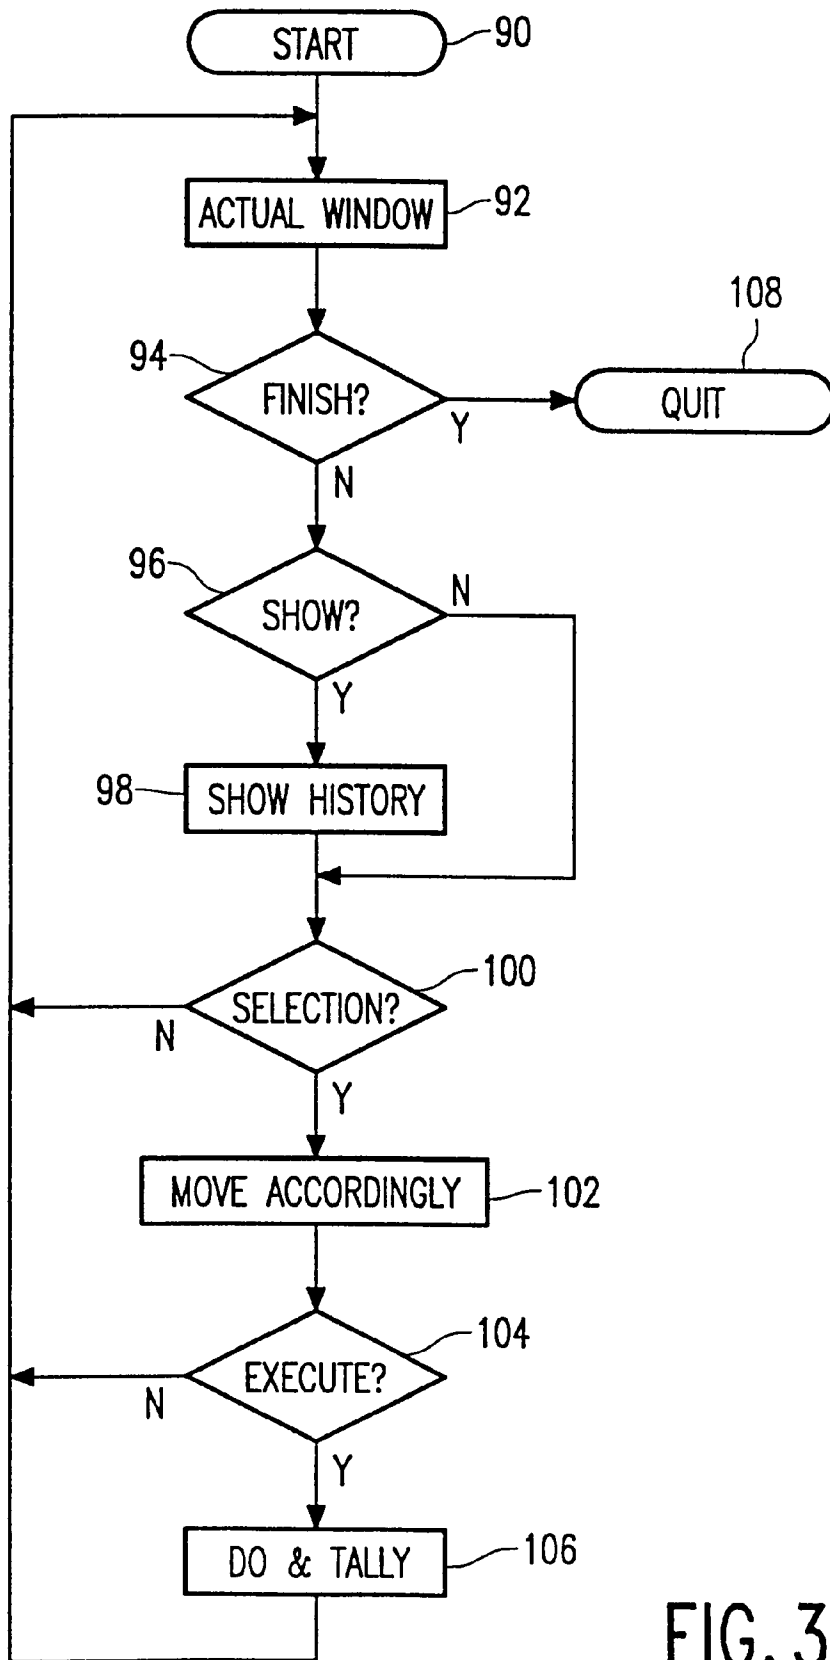 START 90
ACTUAL WINDOW 92
108
94 FINISH? Y QUIT
N
96 SHOW? N
Y
98 SHOW HISTORY
100
SELECTION?
N
Y
MOVE ACCORDINGLY 102
104
EXECUTE?
N
Y
DO & TALLY 106
FIG. 3